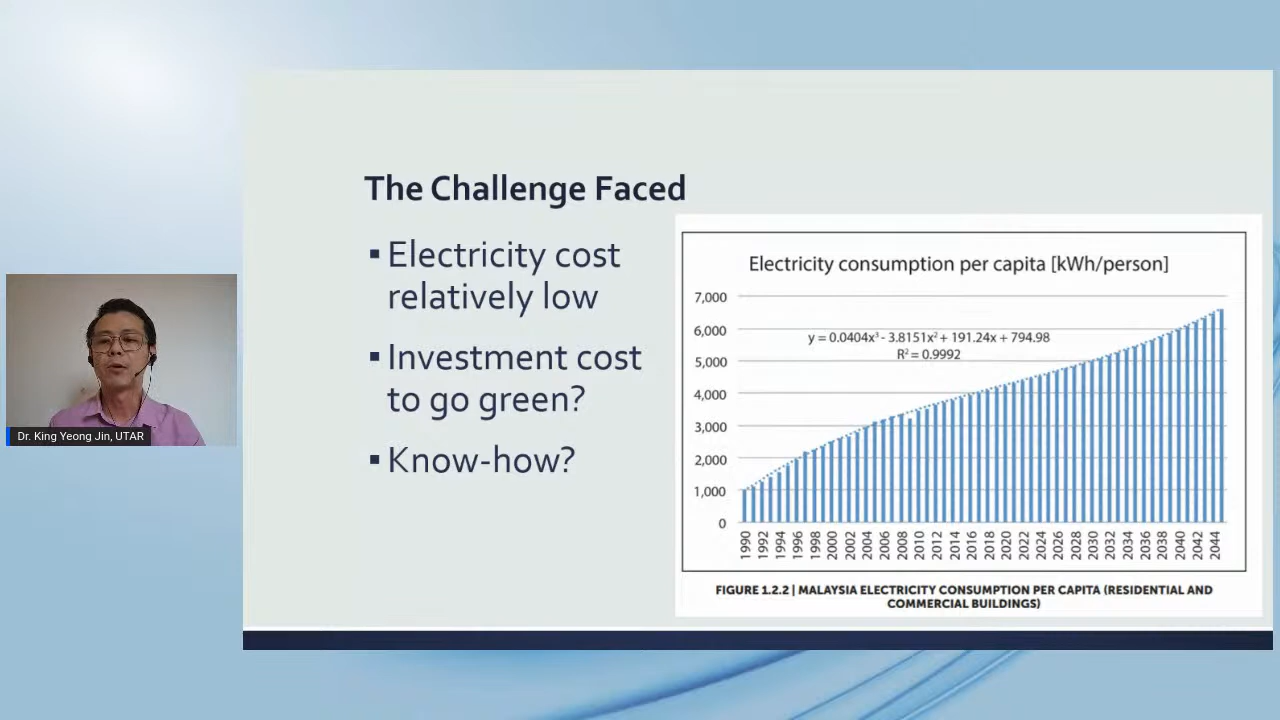 The Challenge Faced
▪ Electricity cost
relatively low
▪ Investment cost
to go green?
▪ Know-how?
Electricity consumption per capita [kWh/person]
7,000
6,000
5,000
4,000
3,000
2,000
1,000
0
y = 0.0404x³ - 3.8151x² + 191.24x + 794.98
R² = 0.9992
1990 1992 1994 1996 1998 2000 2002 2004 2006 2008 2010 2012 2014 2016 2018 2020 2022 2024 2026 2028 2030 2032 2034 2036 2038 2040 2042 2044
FIGURE 1.2.2 | MALAYSIA ELECTRICITY CONSUMPTION PER CAPITA (RESIDENTIAL AND
COMMERCIAL BUILDINGS)
Dr. King Yeong Jin, UTAR